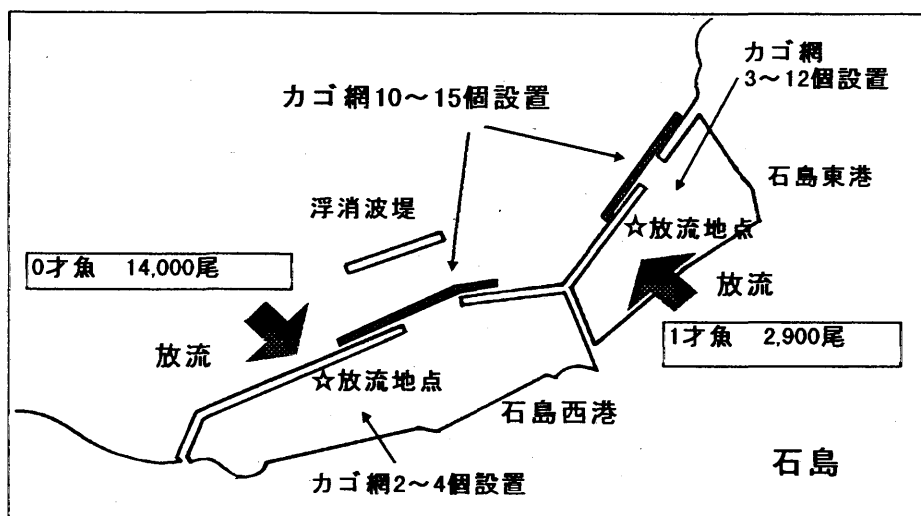 カゴ網
3～12個設置
カゴ網10～15個設置
石島東港
浮消波堤
☆放流地点
0才魚 14,000尾
放流
1才魚 2,900尾
放流
☆放流地点
石島西港
石島
カゴ網2～4個設置